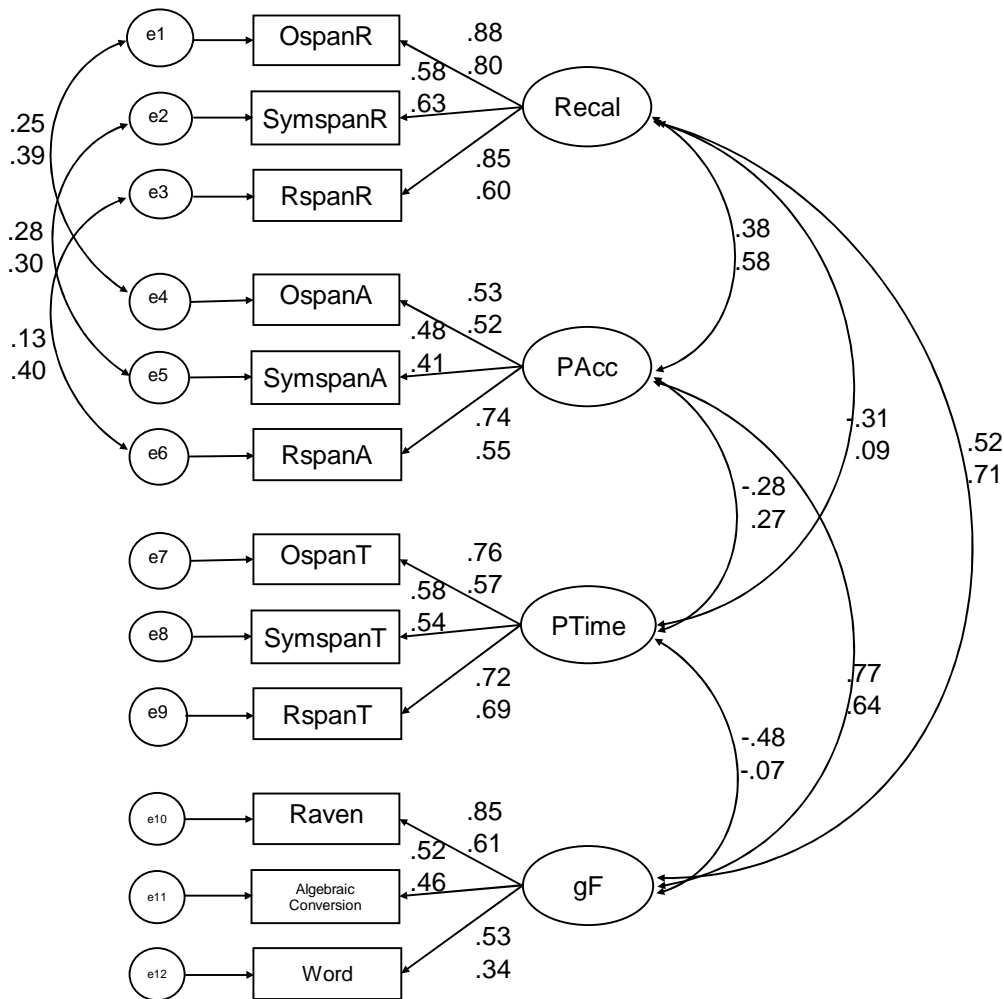 e1
OspanR
.88
.80
.58
.63
e2
SymspanR
Recal
.25
.39
e3
RspanR
.85
.60
.28
.30
.38
.58
e4
OspanA
.53
.52
.48
.41
.13
.40
e5
SymspanA
PAcc
e6
RspanA
.74
.55
-.31
.09
.52
.71
-.28
.27
e7
OspanT
.76
.57
.58
.54
e8
SymspanT
PTime
e9
RspanT
.72
.69
.77
.64
-.48
-.07
e10
Raven
.85
.61
.52
.46
e11
Algebraic
Conversion
gF
e12
Word
.53
.34